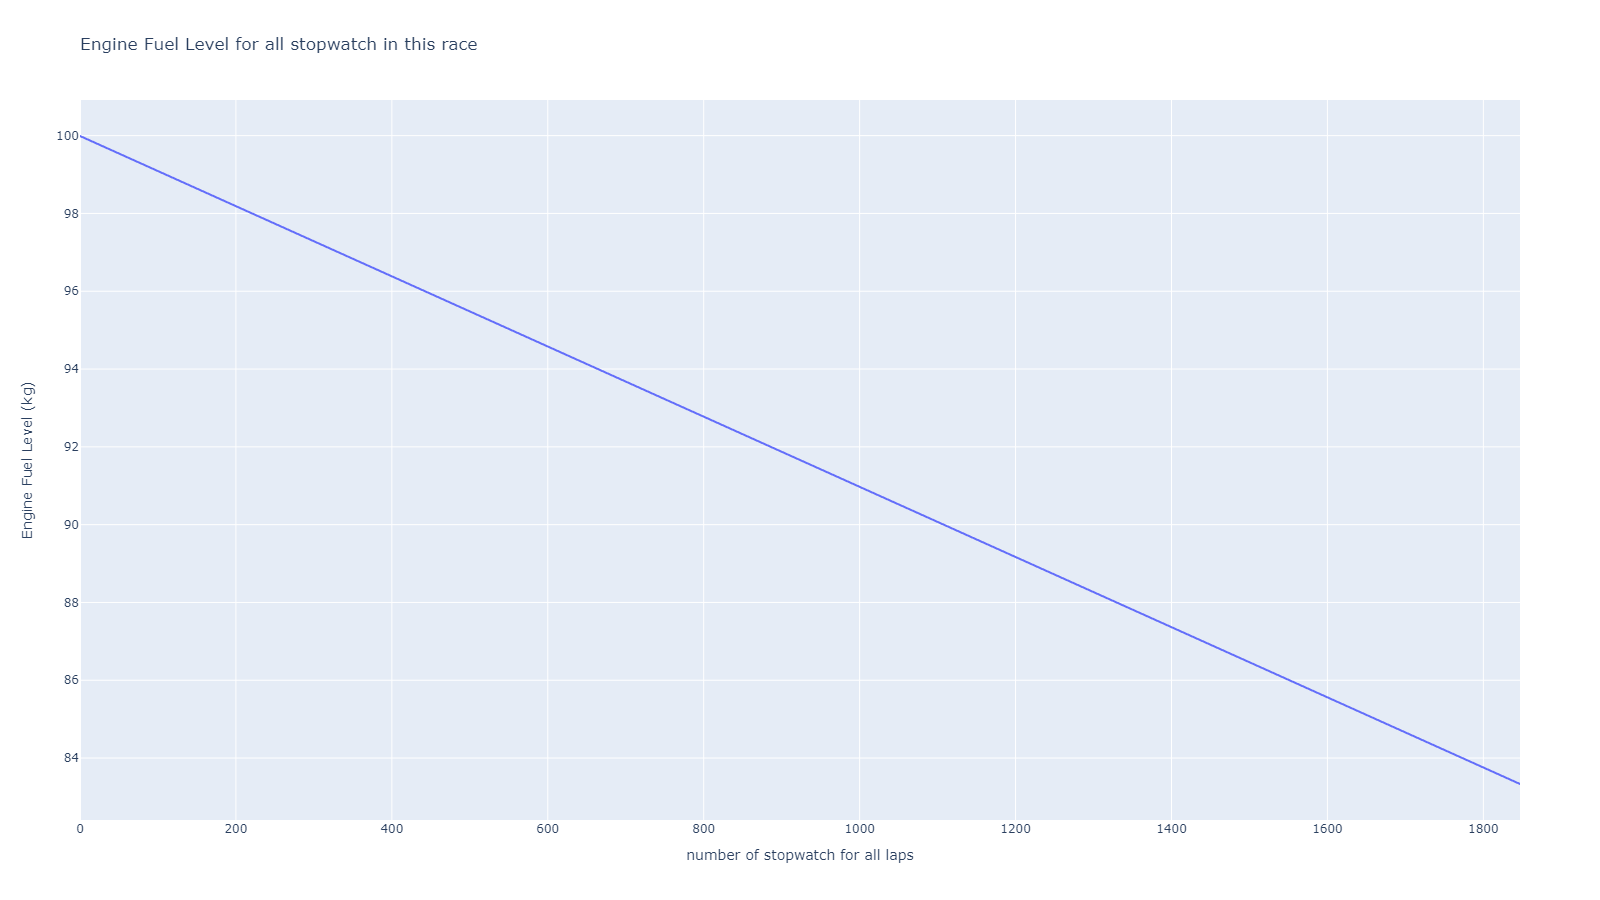 Engine Fuel Level for all stopwatch in this race
Engine Fuel Level (kg)
100
98
96
94
92
90
88
86
84
0 200 400 600 800 1000 1200 1400 1600 1800
number of stopwatch for all laps